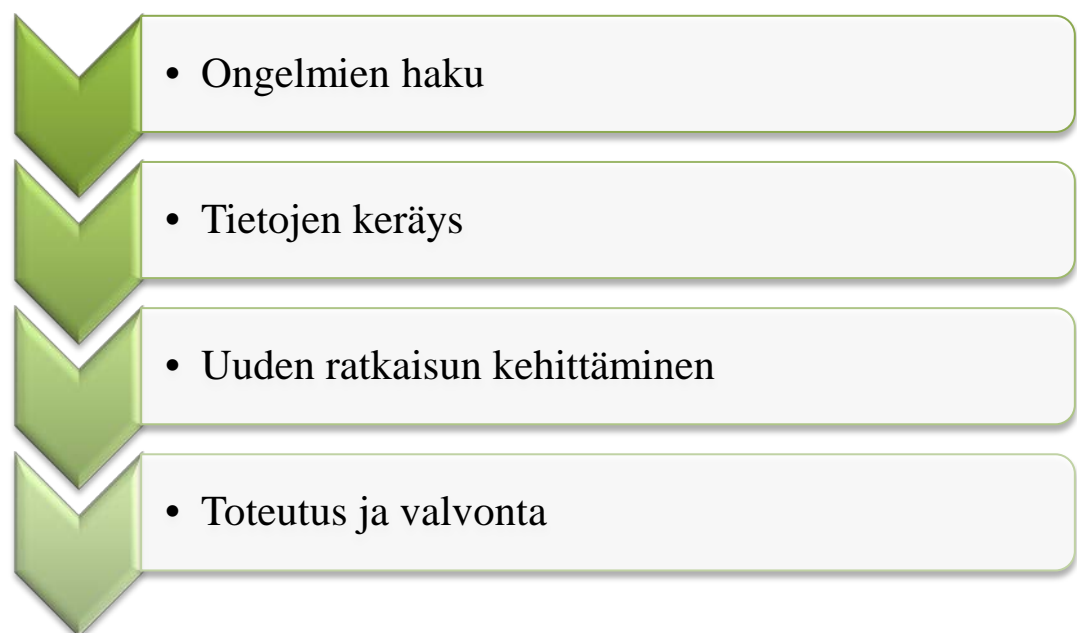 • Ongelmien haku
• Tietojen keräys
• Uuden ratkaisun kehittäminen
• Toteutus ja valvonta